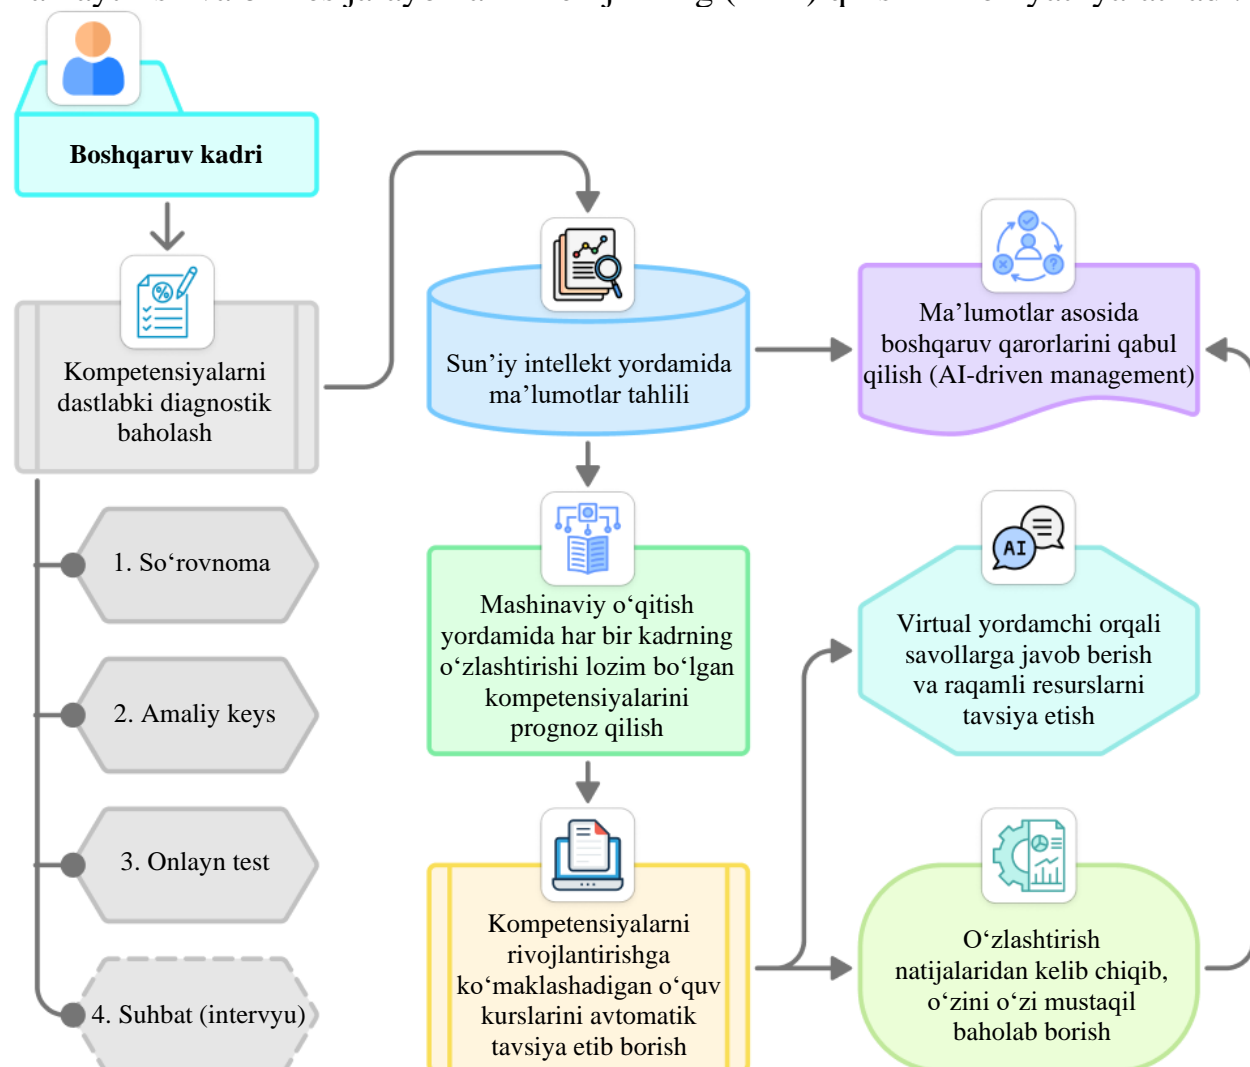 Boshqaruv kadri
Kompetensiyalarni
dastlabki diagnostik
baholash
1. So‘rovnoma
2. Amaliy keys
3. Onlayn test
4. Suhbat (intervyu)
Sun’iy intellekt yordamida
ma’lumotlar tahlili
Mashinaviy o‘qitish
yordamida har bir kadrning
o‘zlashtirishi lozim bo‘lgan
kompetensiyalarini
prognoz qilish
Kompetensiyalarni
rivojlantirishga
ko‘maklashadigan o‘quv
kurslarini avtomatik
tavsiya etib borish
Ma’lumotlar asosida
boshqaruv qarorlarini qabul
qilish (AI-driven management)
AI
Virtual yordamchi orqali
savollarga javob berish
va raqamli resurslarni
tavsiya etish
O‘zlashtirish
natijalaridan kelib chiqib,
o‘zini o‘zi mustaqil
baholab borish